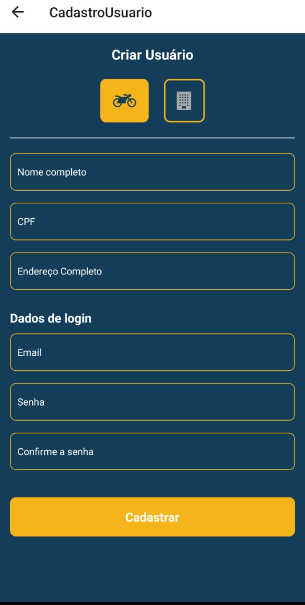 CadastroUsuario
Criar Usuário
Nome completo
CPF
Endereço Completo
Dados de login
Email
Senha
Confirme a senha
Cadastrar